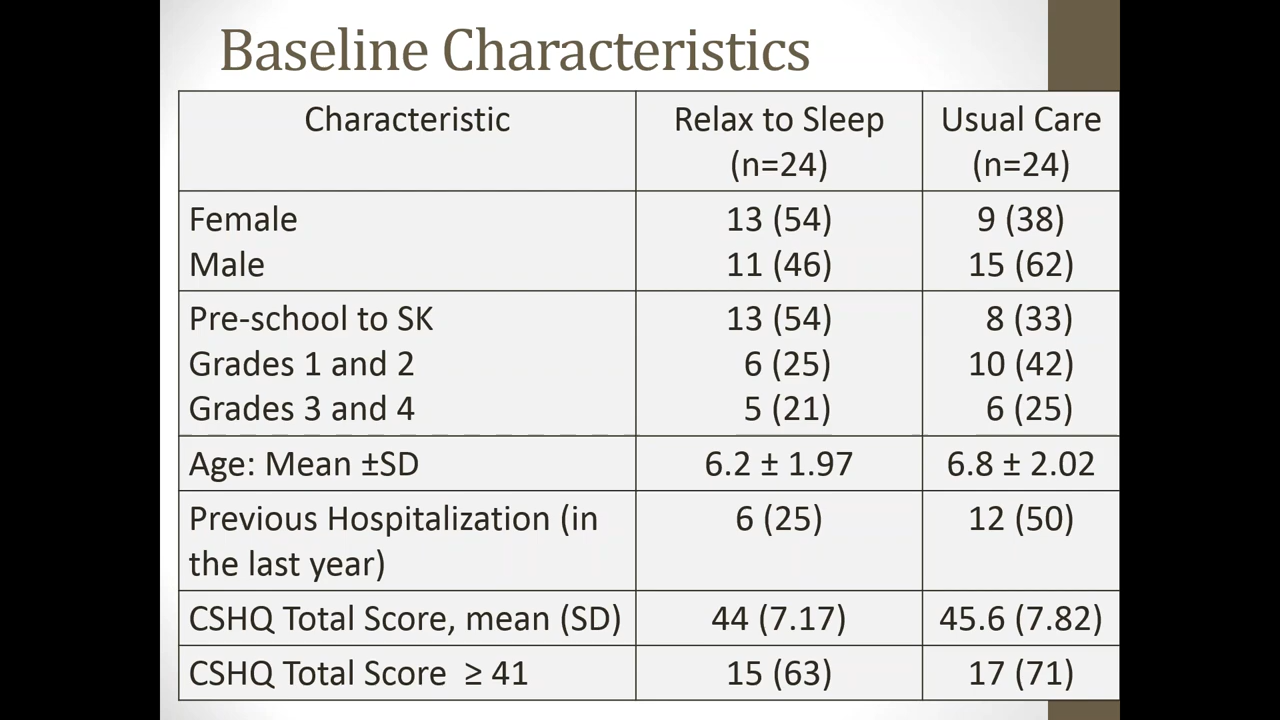 Baseline Characteristics
Characteristic Relax to Sleep Usual Care
(n=24) (n=24)
Female 13 (54) 9 (38)
Male 11 (46) 15 (62)
Pre-school to SK 13 (54) 8 (33)
Grades 1 and 2 6 (25) 10 (42)
Grades 3 and 4 5 (21) 6 (25)
Age: Mean ±SD 6.2 ± 1.97 6.8 ± 2.02
Previous Hospitalization (in 6 (25) 12 (50)
the last year)
CSHQ Total Score, mean (SD) 44 (7.17) 45.6 (7.82)
CSHQ Total Score ≥ 41 15 (63) 17 (71)